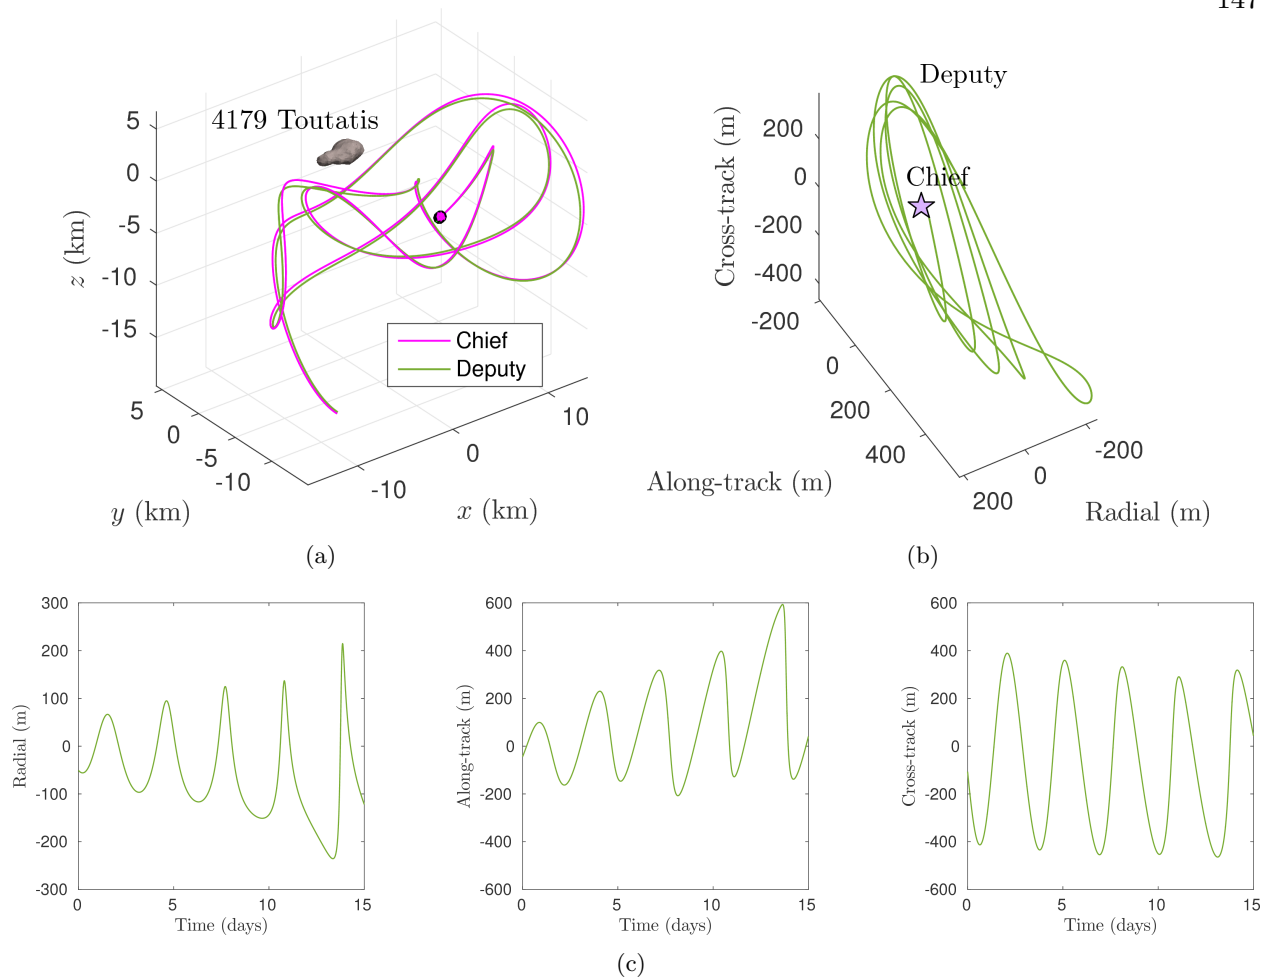 147
4179 Toutatis
5
0
-5
-10
-15
z (km)
5
0
-5
-10
y (km)
-10
0
10
x (km)
Chief
Deputy
(a)
Deputy
Chief
200
0
-200
-400
Cross-track (m)
-200
0
200
400
Along-track (m)
200
0
-200
Radial (m)
(b)
300
200
100
0
-100
-200
-300
Radial (m)
0 5 10 15
Time (days)
600
400
200
0
-200
-400
-600
Along-track (m)
0 5 10 15
Time (days)
600
400
200
0
-200
-400
-600
Cross-track (m)
0 5 10 15
Time (days)
(c)